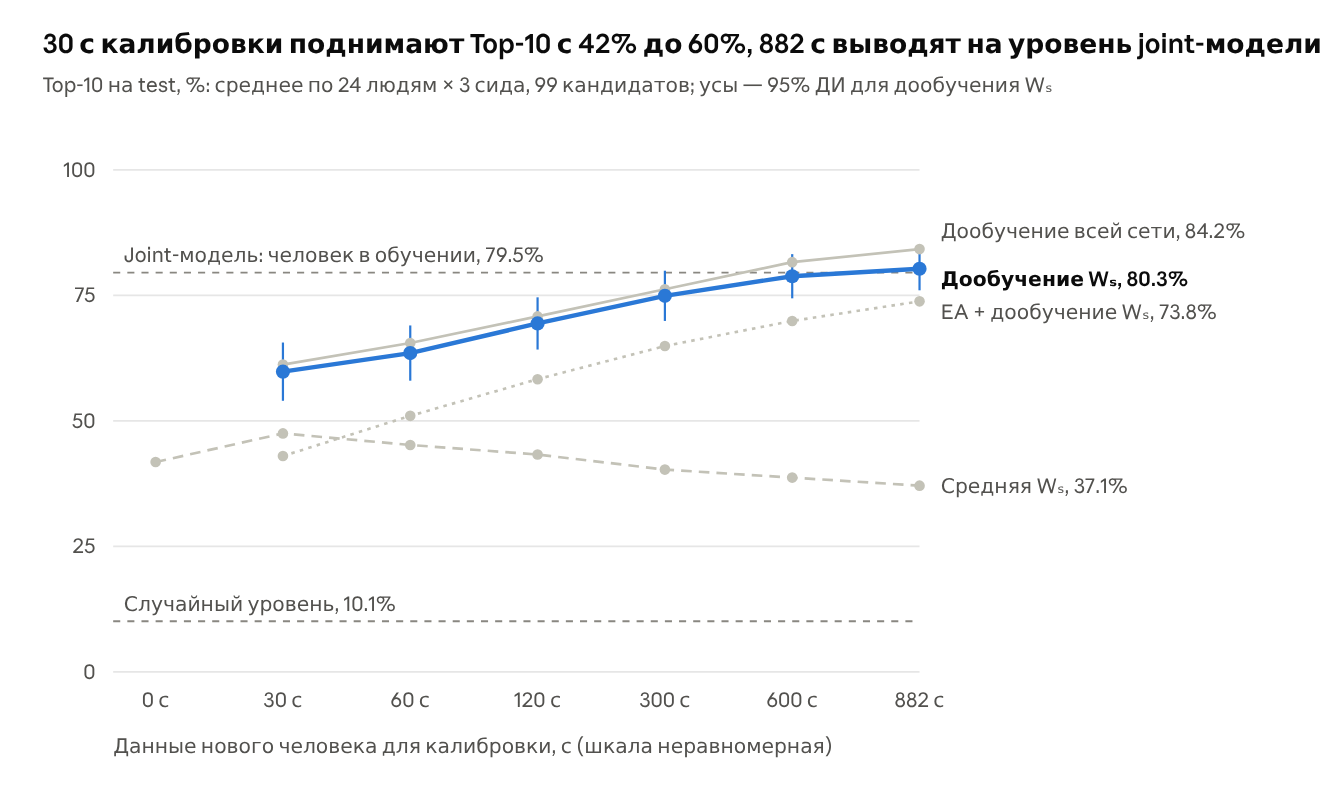 30 с калибровки поднимают Top-10 с 42% до 60%, 882 с выводят на уровень joint-модели
Top-10 на test, %: среднее по 24 людям × 3 сида, 99 кандидатов; усы — 95% ДИ для дообучения Wₛ
100
Дообучение всей сети, 84.2%
Joint-модель: человек в обучении, 79.5%
Дообучение Wₛ, 80.3%
75
EA + дообучение Wₛ, 73.8%
50
Средняя Wₛ, 37.1%
25
Случайный уровень, 10.1%
0
0 с 30 с 60 с 120 с 300 с 600 с 882 с
Данные нового человека для калибровки, с (шкала неравномерная)